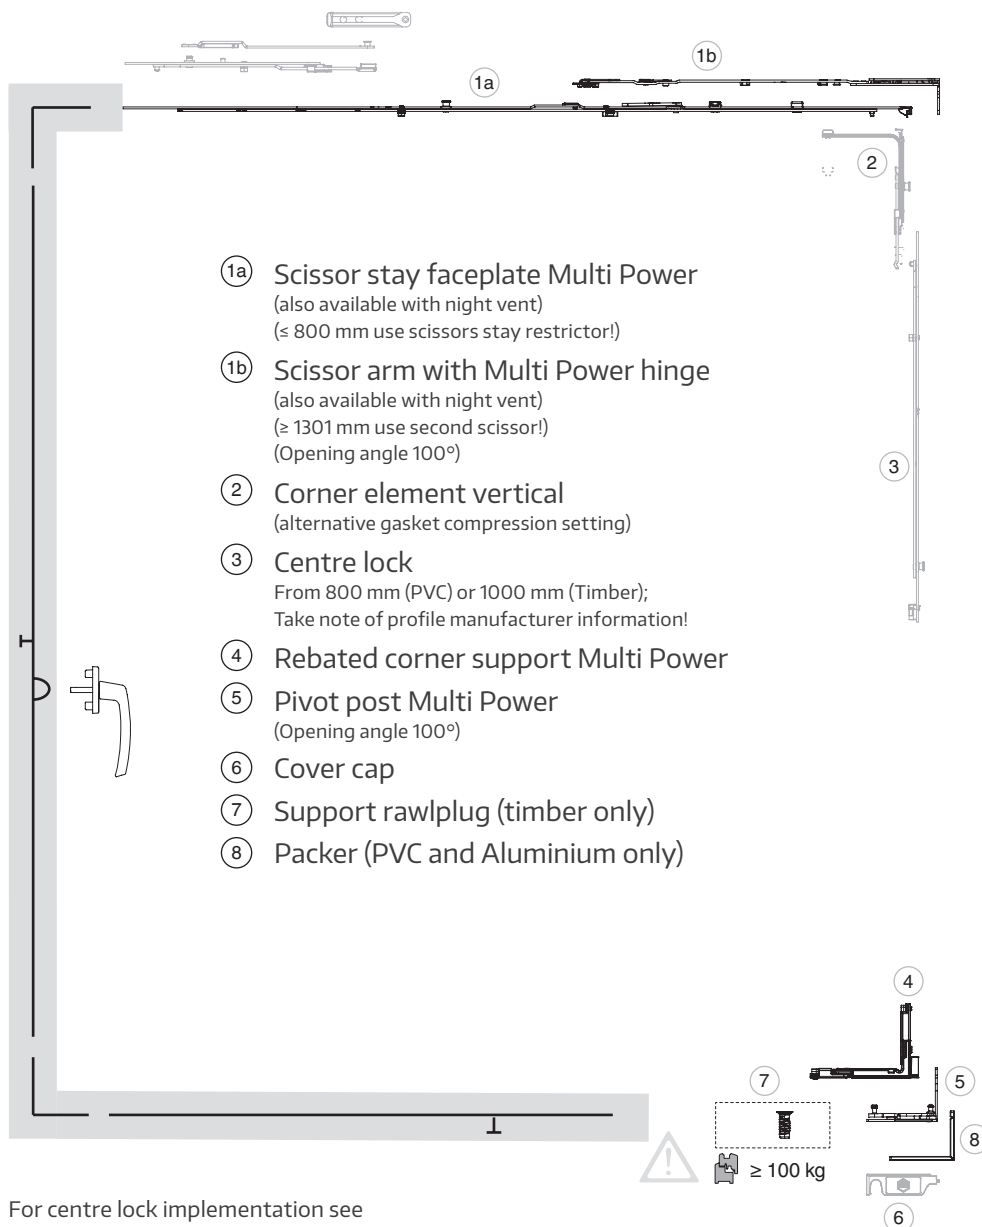 1b
1a
2
1a Scissor stay faceplate Multi Power
(also available with night vent)
(≤ 800 mm use scissors stay restrictor!)
1b Scissor arm with Multi Power hinge
(also available with night vent)
(≥ 1301 mm use second scissor!)
(Opening angle 100°)
2 Corner element vertical
(alternative gasket compression setting)
3 Centre lock
From 800 mm (PVC) or 1000 mm (Timber);
Take note of profile manufacturer information!
4 Rebated corner support Multi Power
5 Pivot post Multi Power
(Opening angle 100°)
6 Cover cap
7 Support rawlplug (timber only)
8 Packer (PVC and Aluminium only)
3
4
7
5
8
≥ 100 kg
6
For centre lock implementation see